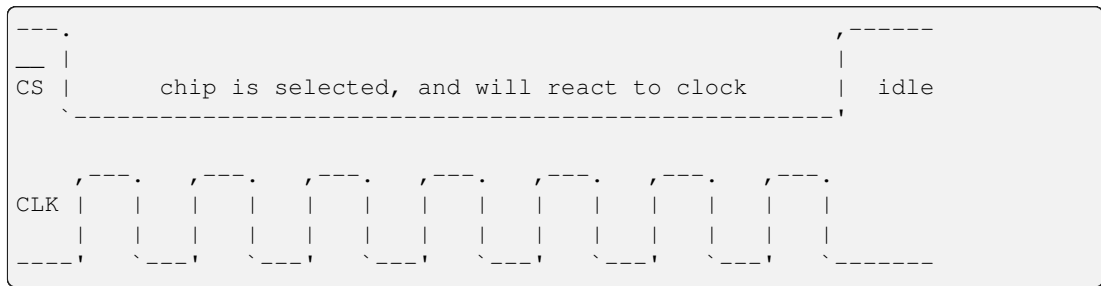 ---.                                                      ,------
__ |                                                      |
CS |      chip is selected, and will react to clock       |  idle
   `------------------------------------------------------'

    ,---.   ,---.   ,---.   ,---.   ,---.   ,---.   ,---.
CLK |   |   |   |   |   |   |   |   |   |   |   |   |   |
    |   |   |   |   |   |   |   |   |   |   |   |   |   |
----'   `---'   `---'   `---'   `---'   `---'   `---'   `-------